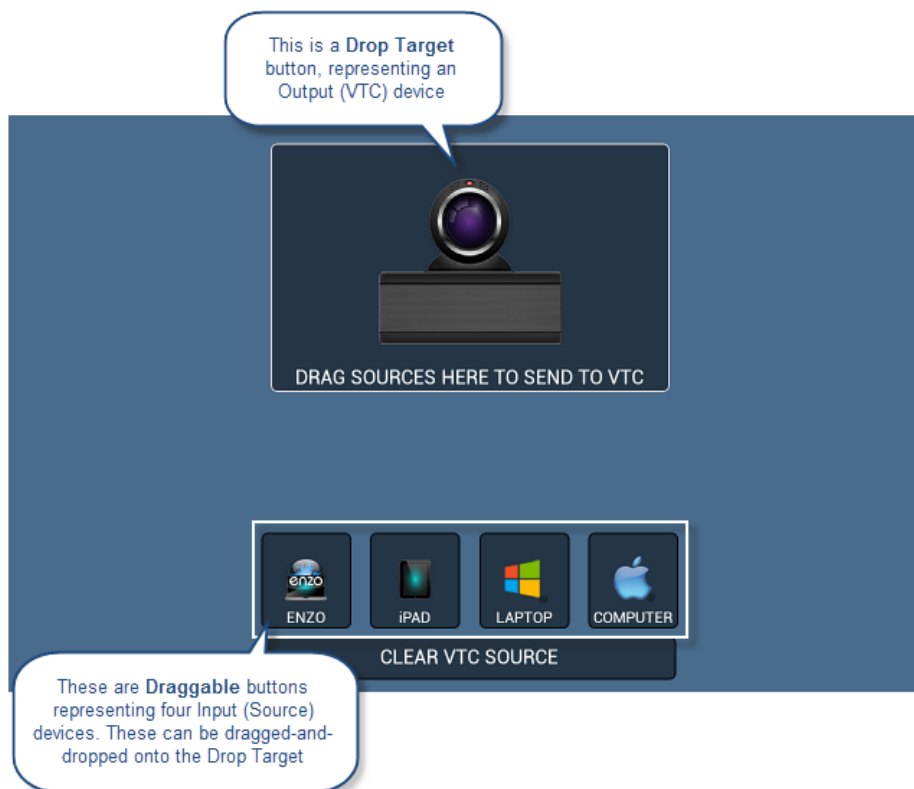 This is a Drop Target
button, representing an
Output (VTC) device
DRAG SOURCES HERE TO SEND TO VTC
enzo
ENZO
iPAD
LAPTOP
COMPUTER
CLEAR VTC SOURCE
These are Draggable buttons
representing four Input (Source)
devices. These can be dragged-and-
dropped onto the Drop Target